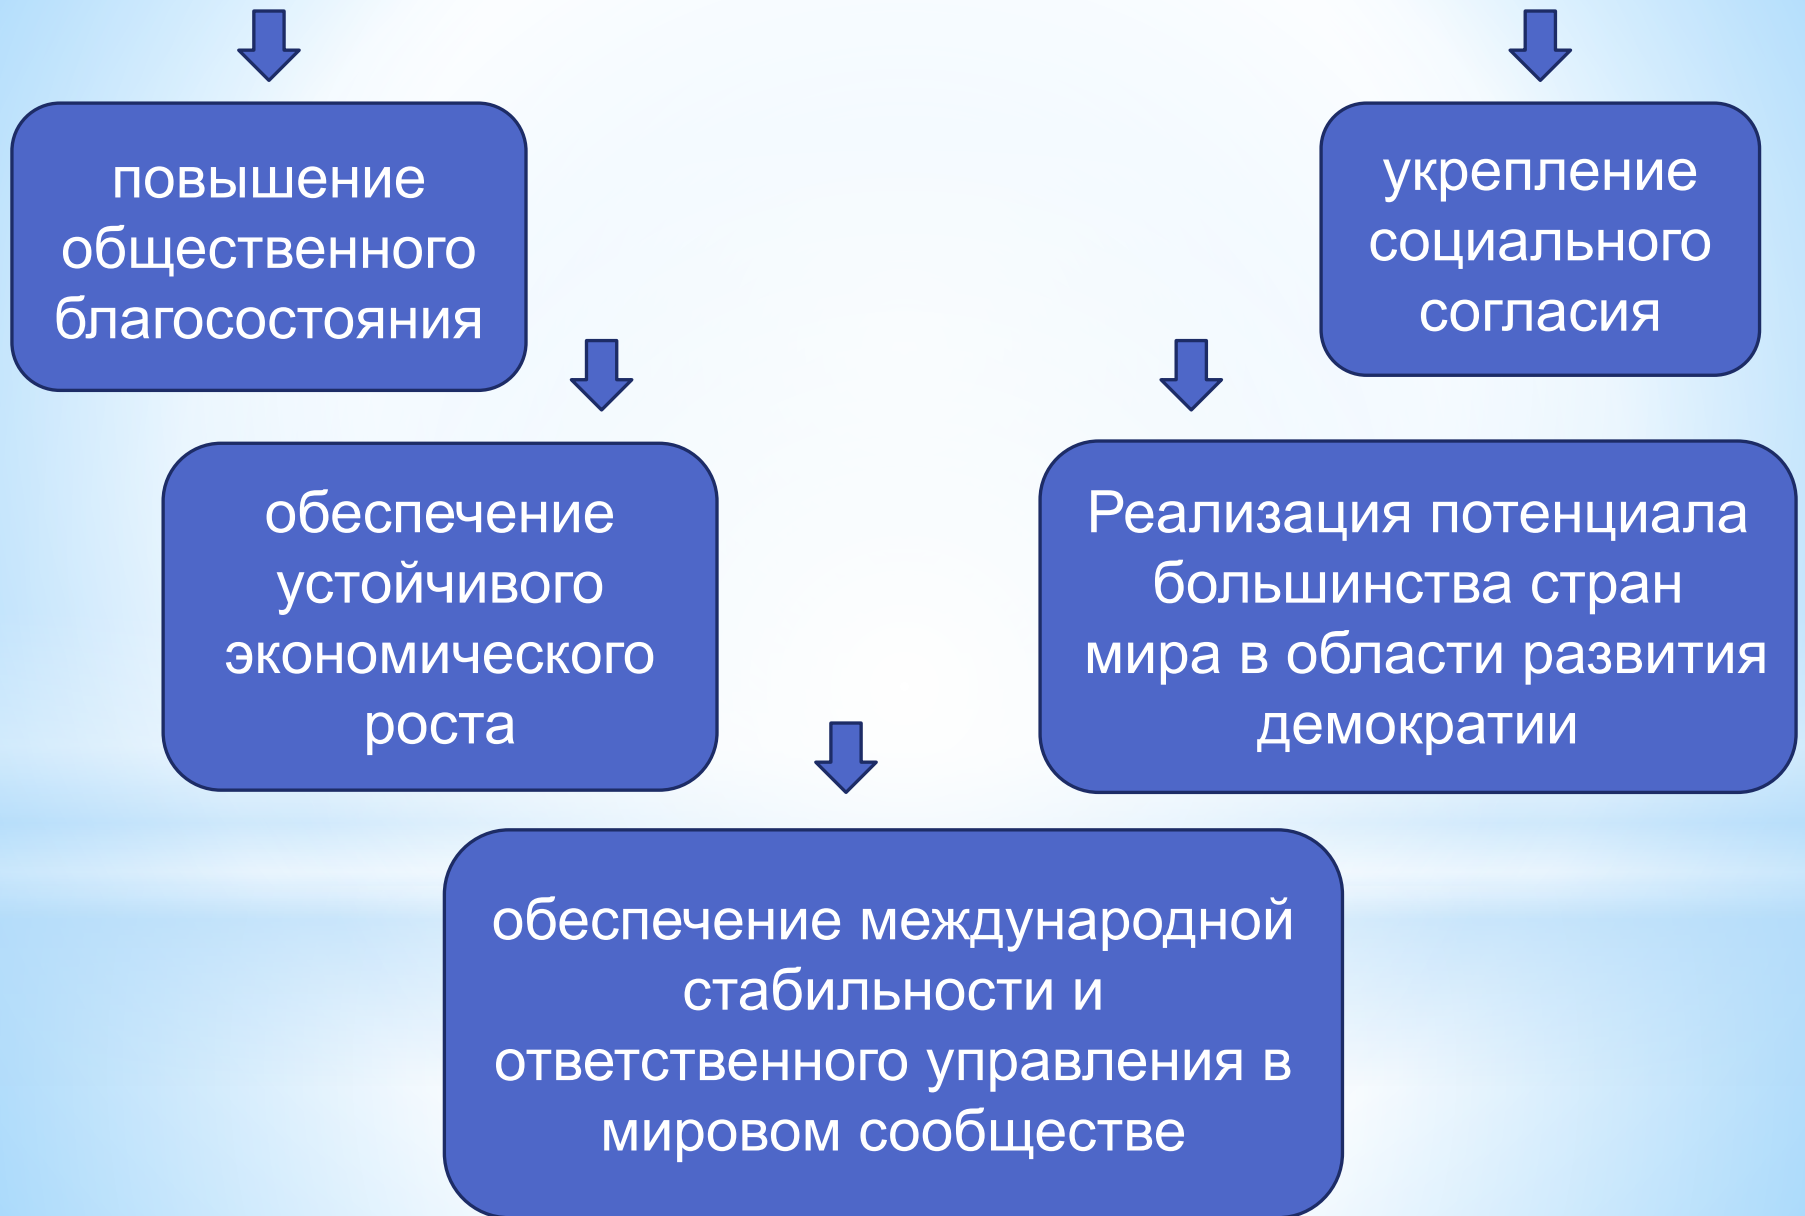 повышение
общественного
благосостояния
укрепление
социального
согласия
обеспечение
устойчивого
экономического
роста
Реализация потенциала
большинства стран
мира в области развития
демократии
обеспечение международной
стабильности и
ответственного управления в
мировом сообществе